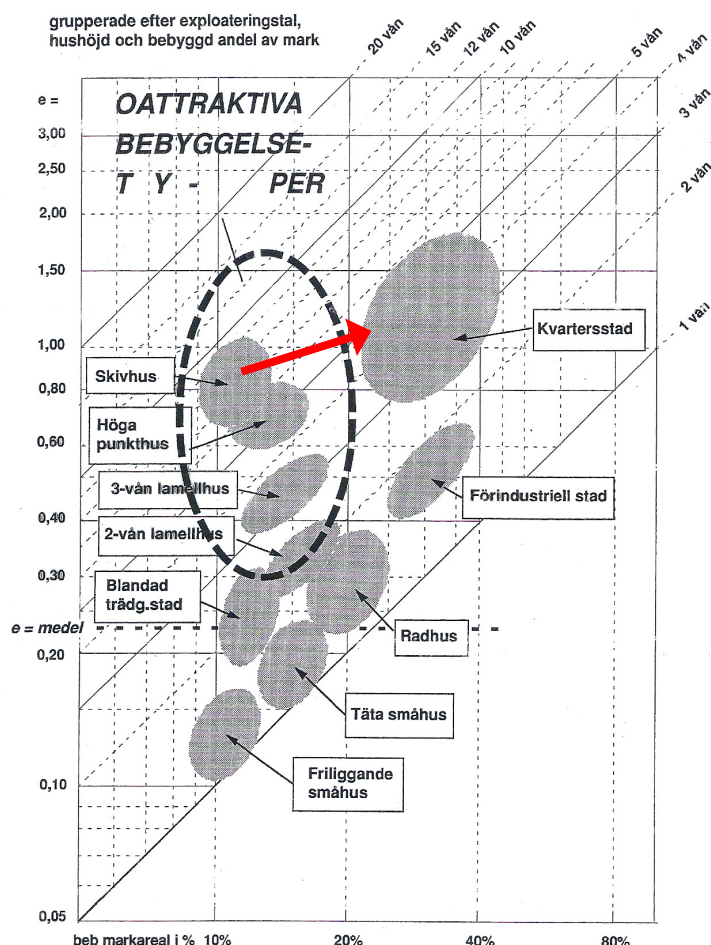 grupperade efter exploateringstal,
hushöjd och bebyggd andel av mark
20 vån
15 vån
12 vån
10 vån
5 vån
4 vån
3 vån
2 vån
1 vån
e =
OATTRAKTIVA
BEBYGGELSE-
T Y - PER
3,00
2,50
2,00
1,50
1,00
0,80
0,60
0,40
0,30
e = medel
0,20
0,10
0,05
Kvartersstad
Skivhus
Höga
punkthus
3-vån lamellhus
Förindustriell stad
2-vån lamellhus
Blandad
trädg.stad
Radhus
Täta småhus
Friliggande
småhus
beb markareal i % 10% 20% 40% 80%